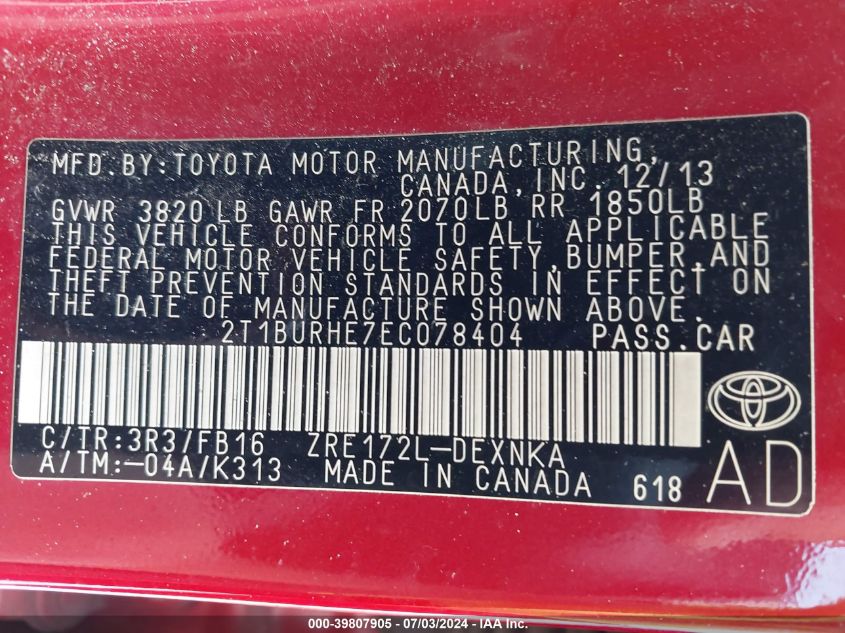 MFD.BY:TOYOTA MOTOR MANUFACTURING,
CANADA,INC. 12/13
GVWR 3820 LB GAWR FR 2070LB RR 1850LB
THIS VEHICLE CONFORMS TO ALL APPLICABLE
FEDERAL MOTOR VEHICLE SAFETY,BUMPER,AND
THEFT PREVENTION STANDARDS IN EFFECT ON
THE DATE OF MANUFACTURE SHOWN ABOVE.
2T1BURHE7EC078404 PASS.CAR
C/TR:3R3/FB16 ZRE172L-DEXNKA
A/TM:-04A/K313 MADE IN CANADA 618 AD
000-39807905 - 07/03/2024 - IAA Inc.